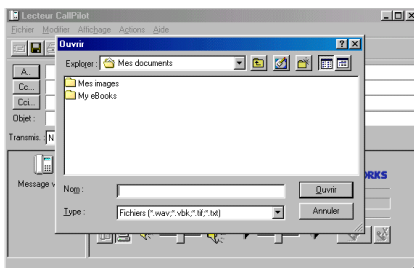 Lecteur CallPilot
Fichier Modifier Affichage Actions Aide
Ouvrir
Explorer : Mes documents
A..
Cc...
Cci...
Objet :
Transmis. : N
Mes images
My eBooks
Message v
RKS
Nom :
Ouvrir
Type : Fichiers (*.wav;*.vbk;*.tif;*.txt)
Annuler